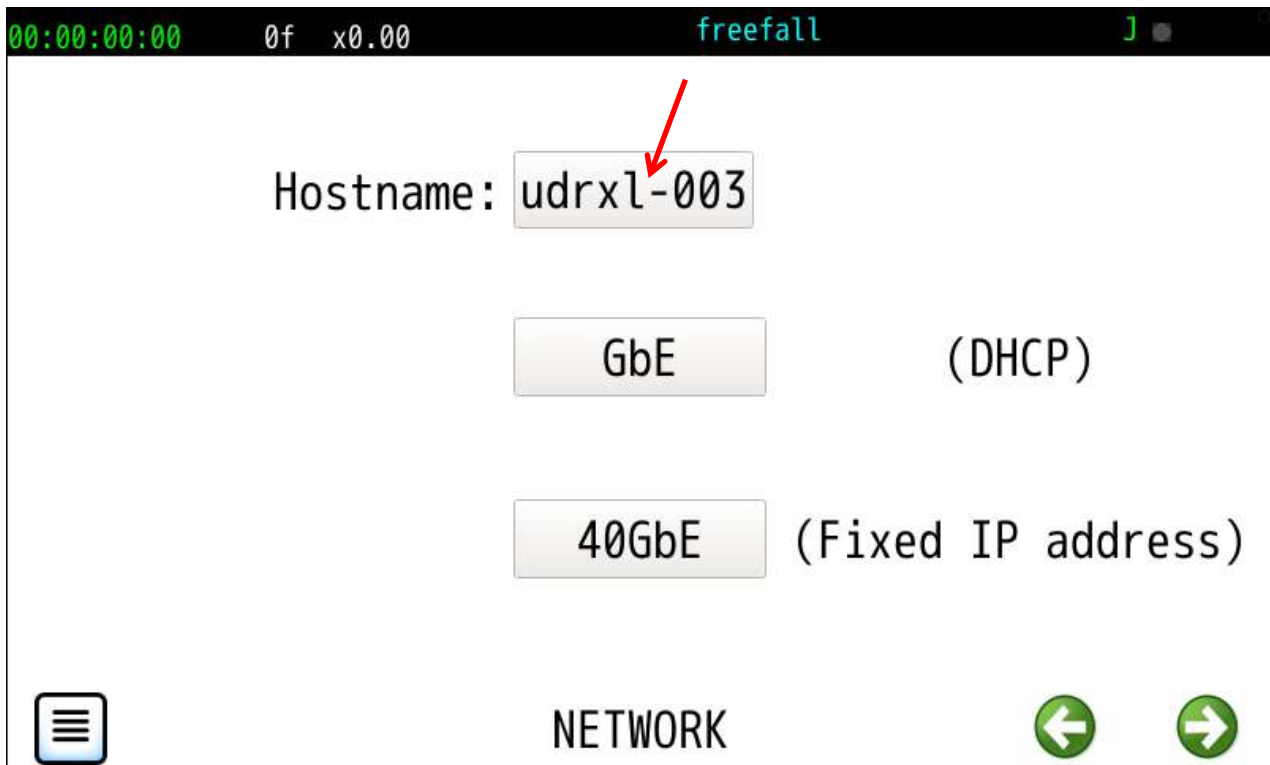 00:00:00:00 0f x0.00 freefall J
Hostname: udrxl-003
GbE (DHCP)
40GbE (Fixed IP address)
NETWORK